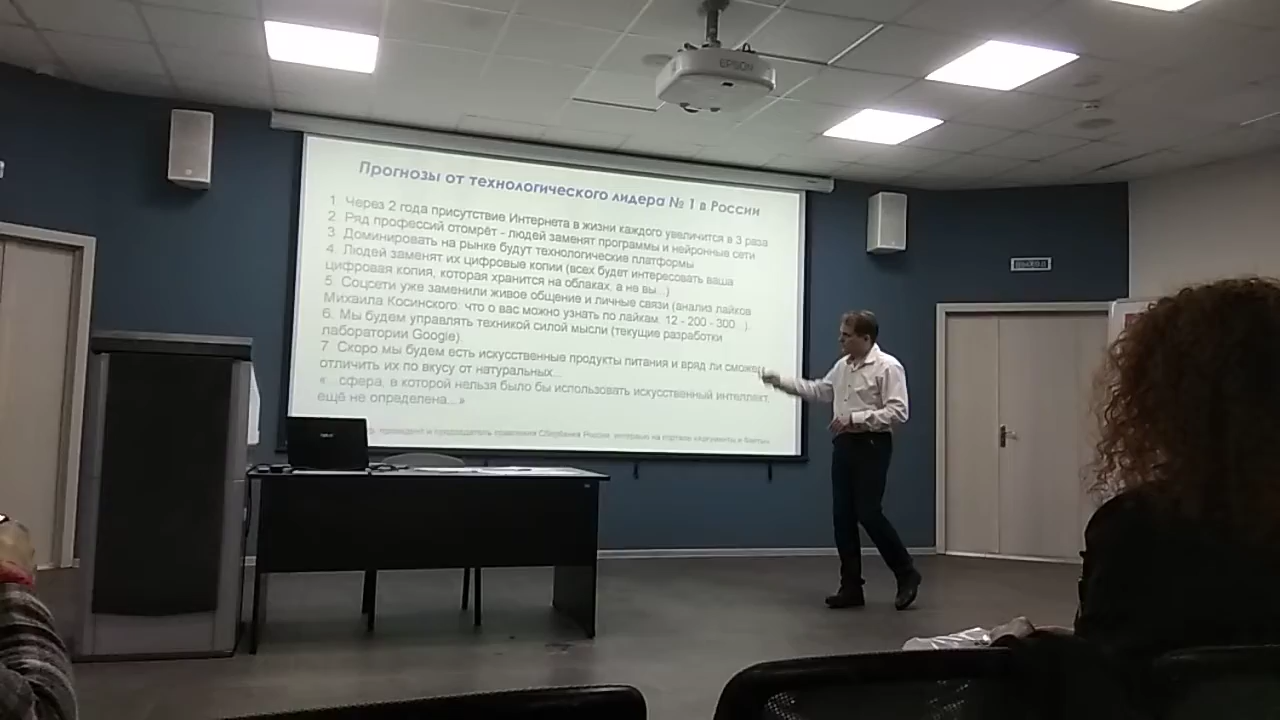 EPSON
Прогнозы от технологического лидера № 1 в России
1. Через 2 года присутствие Интернета в жизни каждого увеличится в 3 раза
2. Ряд профессий отомрёт - людей заменят программы и нейронные сети
3. Доминировать на рынке будут технологические платформы
4. Людей заменят их цифровые копии (всех будет интересовать ваша
цифровая копия, которая хранится на облаках, а не вы...)
5. Соцсети уже заменили живое общение и личные связи (анализ лайков
Михаила Косинского: что о вас можно узнать по лайкам: 12 - 200 - 300...).
6. Мы будем управлять техникой силой мысли (текущие разработки
лаборатории Google).
7. Скоро мы будем есть искусственные продукты питания и вряд ли сможем
отличить их по вкусу от натуральных...
«...сфера, в которой нельзя было бы использовать искусственный интеллект,
ещё не определена...»
президент и председатель правления Сбербанка России, интервью на портале «Аргументы и Факты»